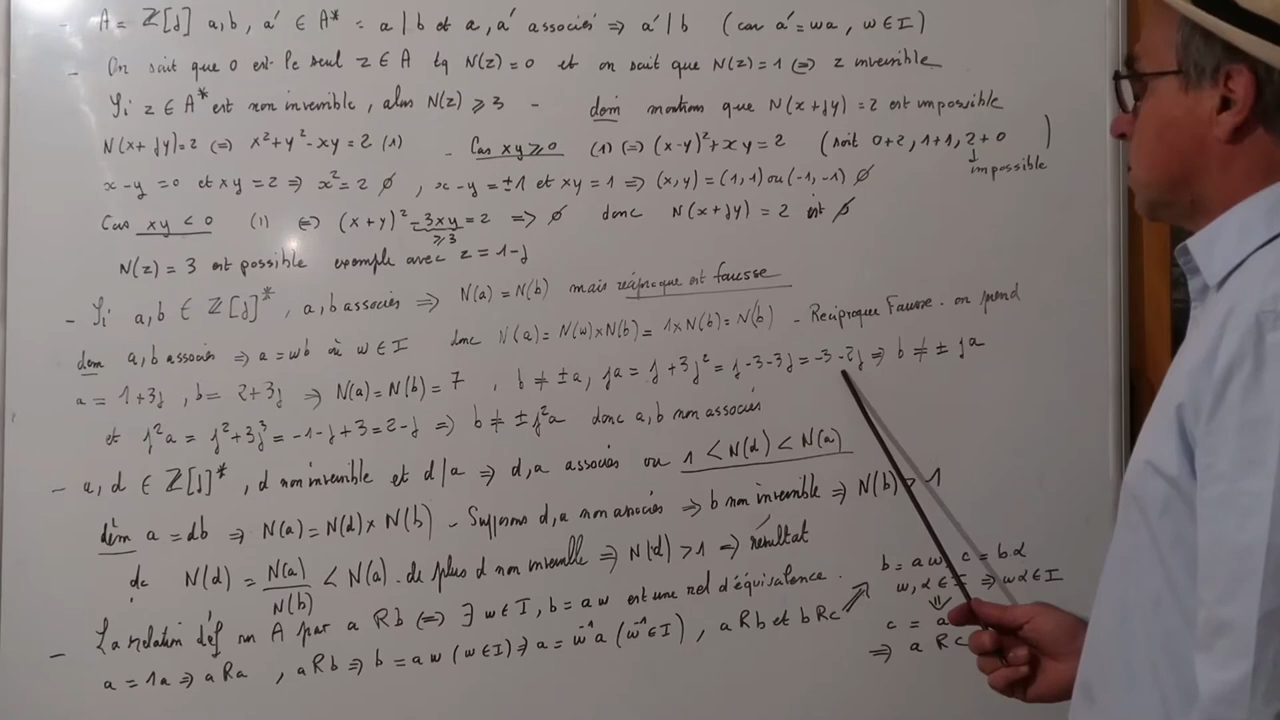 - A = ℤ[j] a,b, a' ∈ A* = a | b et a, a' associés ⇒ a' | b (car a' = wa, w ∈ I)
- On sait que 0 est le seul z ∈ A tq N(z) = 0 et on sait que N(z) = 1 ⇔ z inversible
Si z ∈ A* est non inversible, alors N(z) ⩾ 3 - dem montrons que N(x+jy) = 2 est impossible
N(x+jy)=2 ⇔ x²+y²-xy = 2 (1) - Cas xy ⩾ 0 (1) ⇔ (x-y)²+xy = 2 (soit 0+2, 1+1, 2+0)
↓ impossible
x-y = 0 et xy = 2 ⇒ x² = 2 ∅, x-y = ±1 et xy = 1 ⇒ (x,y) = (1,1) ou (-1,-1) ∅
Cas xy < 0 (1) ⇔ (x+y)² - 3xy = 2 ⇒ ∅ donc N(x+jy) = 2 est ∅
⩾3
N(z) = 3 est possible exemple avec z = 1-j
- Si a,b ∈ ℤ[j]*, a,b associés ⇒ N(a) = N(b) mais réciproque est fausse
dem a,b associés ⇒ a = wb où w ∈ I donc N(a) = N(w)×N(b) = 1×N(b) = N(b) - Réciproque Fausse. on prend
a = 1+3j, b = 2+3j ⇒ N(a) = N(b) = 7, b ≠ ±a, ja = j+3j² = j-3-3j = -3-2j ⇒ b ≠ ± ja
et j²a = j²+3j³ = -1-j+3 = 2-j ⇒ b ≠ ±j²a donc a,b non associés
- a,d ∈ ℤ[j]*, d non inversible et d|a ⇒ d,a associés ou 1 < N(d) < N(a)
dém a = db ⇒ N(a) = N(d) × N(b) - Supposons d,a non associés ⇒ b non inversible ⇒ N(b) > 1
dc N(d) = N(a)/N(b) < N(a). de plus d non inversible ⇒ N(d) > 1 ⇒ résultat
- La relation déf sur A par a R b ⇔ ∃ w ∈ I, b = aw est une rel d'équivalence.
a = 1a ⇒ aRa, aRb ⇒ b = aw (w ∈ I) ⇒ a = w⁻¹a (w⁻¹ ∈ I), aRb et bRc ⇒
b = aw c = bα
w, α ∈ I ⇒ wα ∈ I
⇓
c = a
⇒ a R c